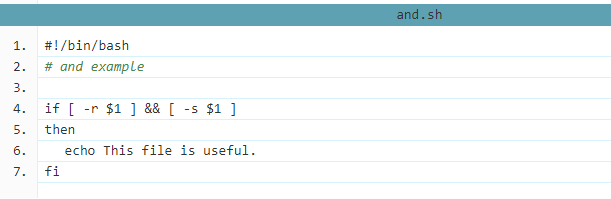 and.sh
1. #!/bin/bash
2. # and example
3.
4. if [ -r $1 ] && [ -s $1 ]
5. then
6. echo This file is useful.
7. fi